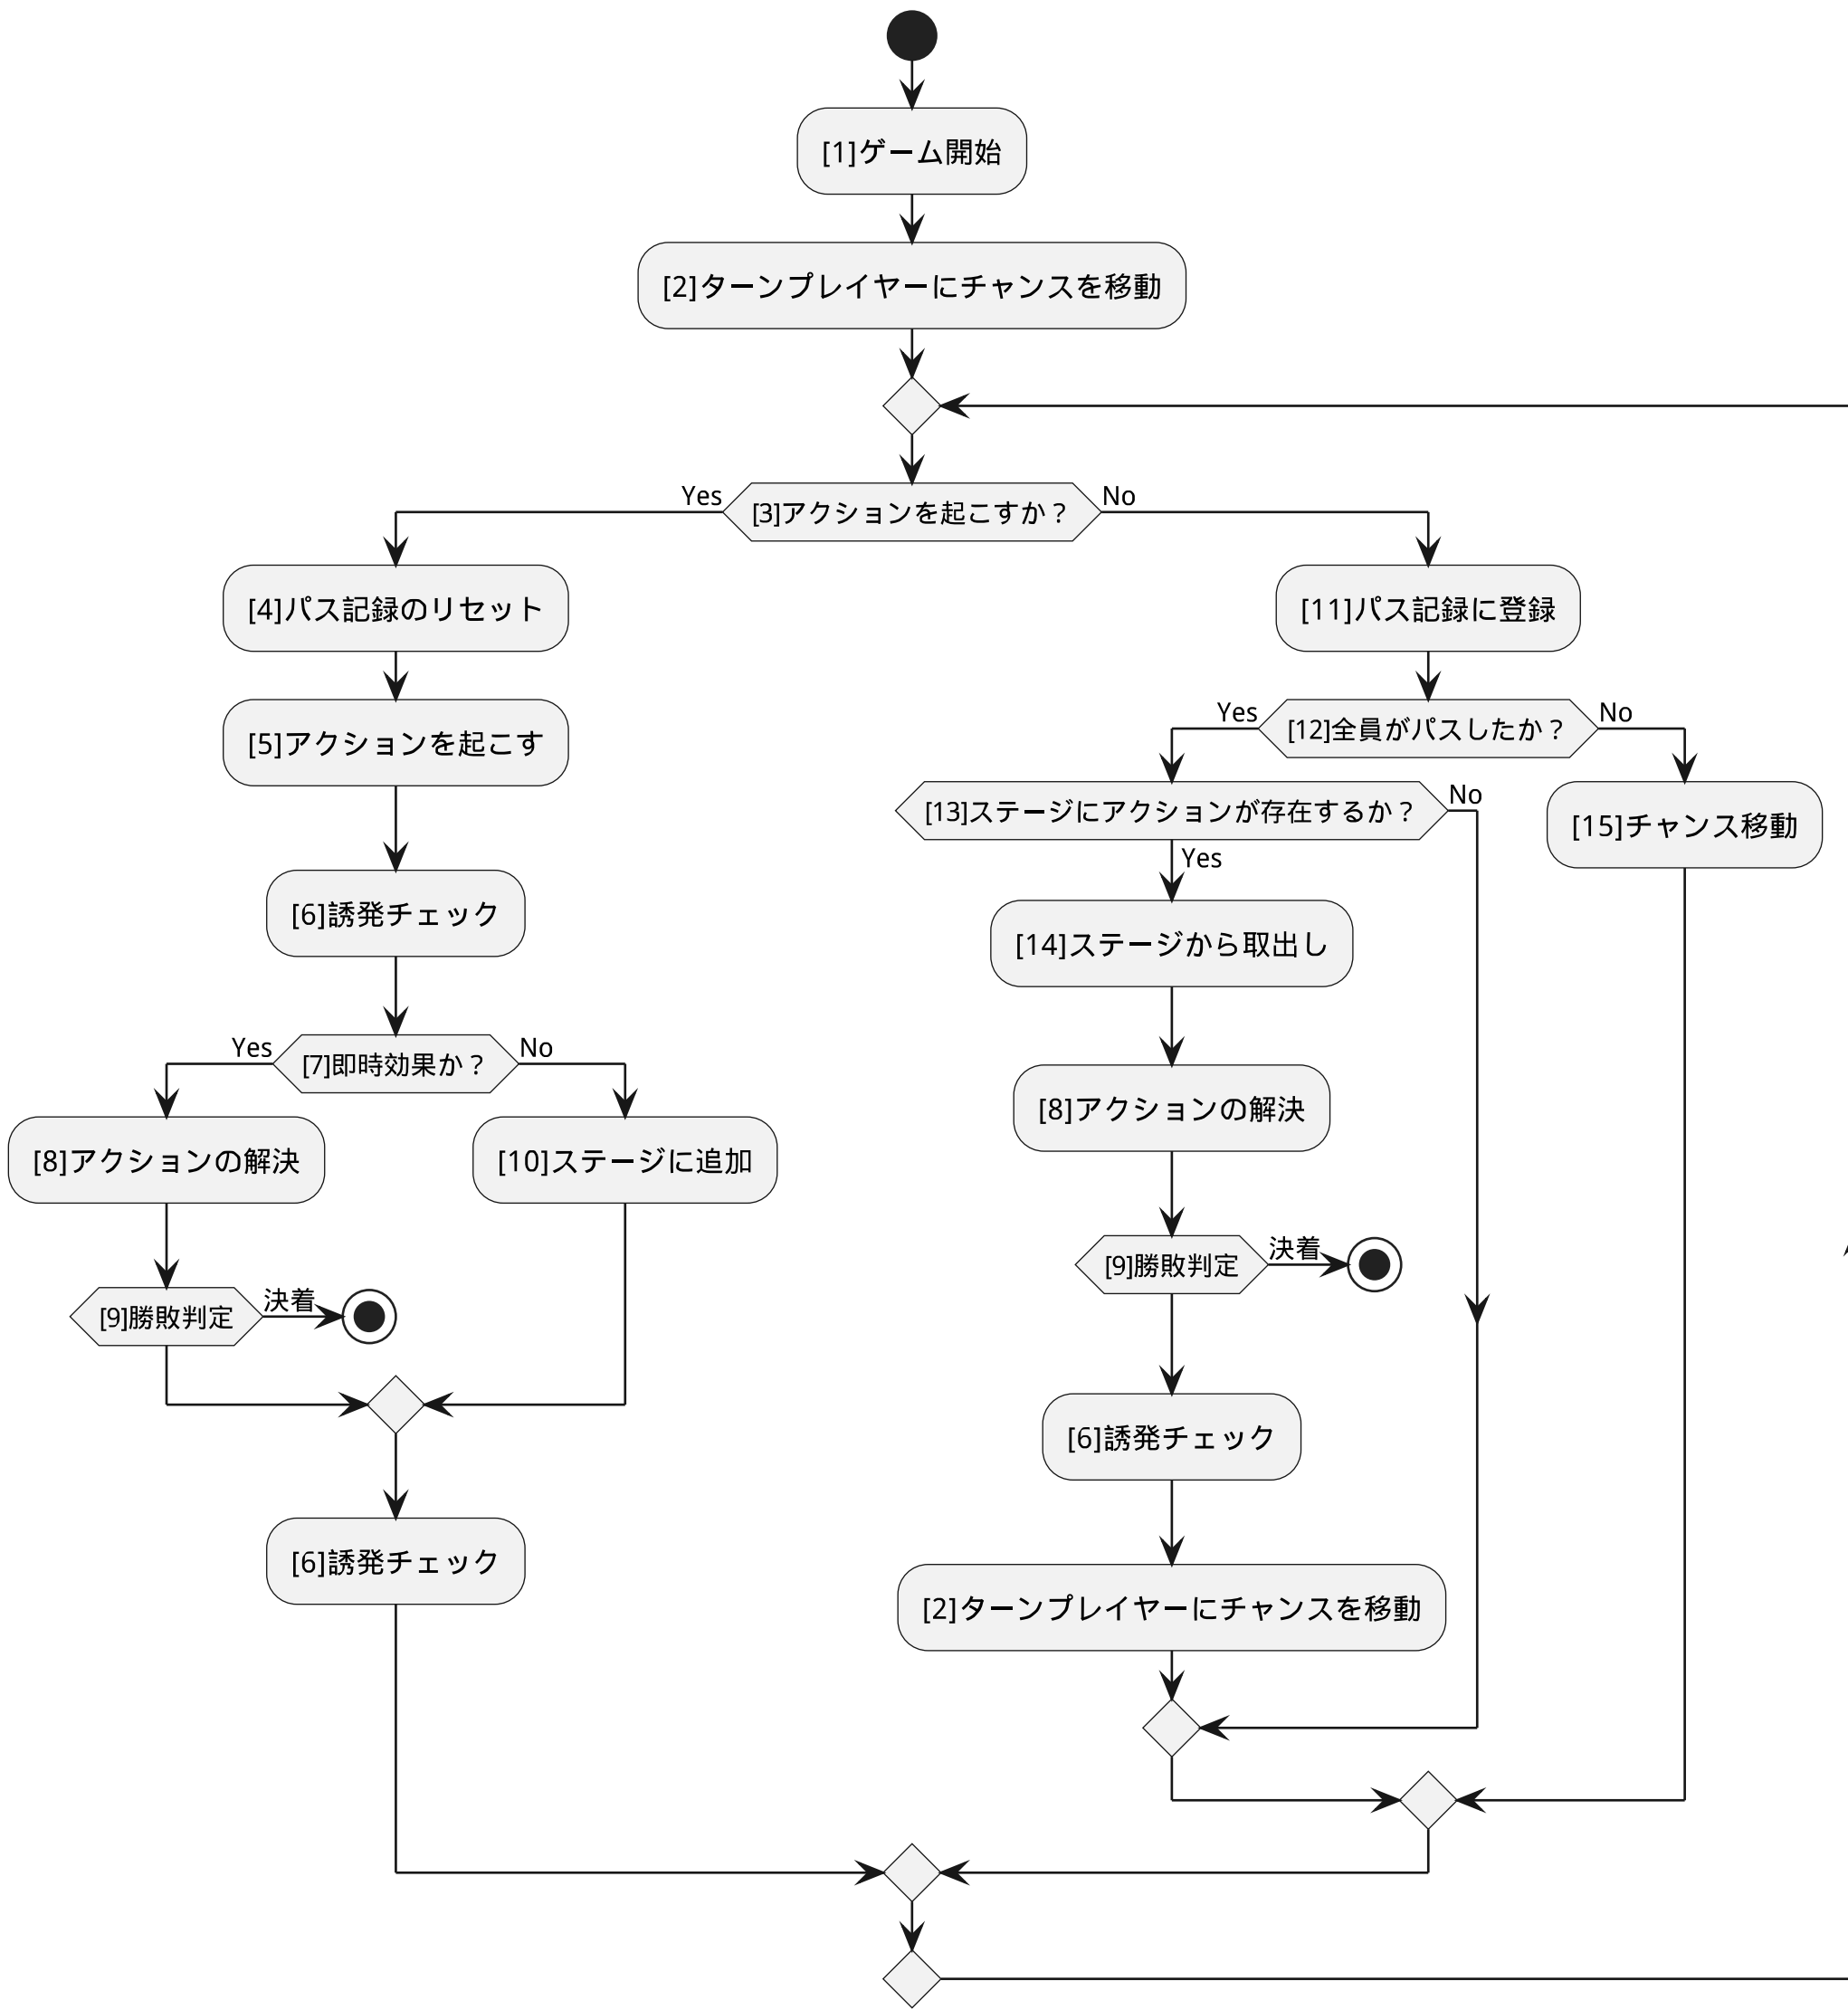 [1]ゲーム開始
[2]ターンプレイヤーにチャンスを移動
Yes
[3]アクションを起こすか？
No
[4]パス記録のリセット
[5]アクションを起こす
[6]誘発チェック
Yes
[7]即時効果か？
No
[8]アクションの解決
[10]ステージに追加
[9]勝敗判定
決着
[6]誘発チェック
[11]パス記録に登録
Yes
[12]全員がパスしたか？
No
[13]ステージにアクションが存在するか？
No
Yes
[14]ステージから取出し
[8]アクションの解決
[9]勝敗判定
決着
[6]誘発チェック
[2]ターンプレイヤーにチャンスを移動
[15]チャンス移動